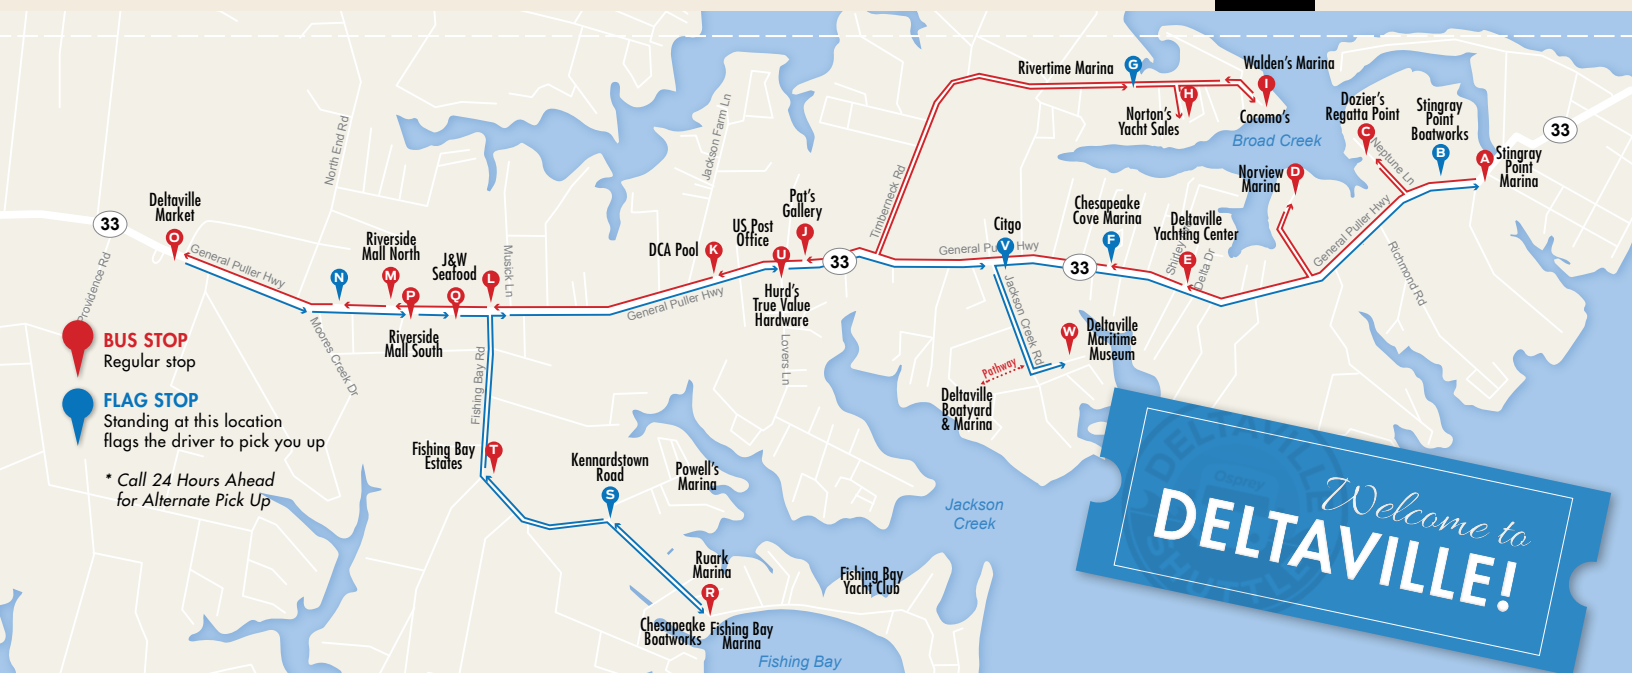 Rivertime Marina
G
Walden's Marina
I
H
Norton's
Yacht Sales
Cocomo's
Broad Creek
Dozier's
Regatta Point
C
Stingray
Point
Boatworks
B
33
A
Stingray
Point
Marina
Neptune Ln
Norview
Marina
D
General Puller Hwy
Richmond Rd
North End Rd
Jackson Farm Ln
Timberneck Rd
Deltaville
Market
O
33
General Puller Hwy
Providence Rd
N
Riverside
Mall North
M
P
Riverside
Mall South
J&W
Seafood
Q
L
Musick Ln
Moores Creek Dr
DCA Pool
K
US Post
Office
U
Pat's
Gallery
J
33
General Puller Hwy
Hurd's
True Value
Hardware
Lovers Ln
Citgo
V
General Puller Hwy
33
Chesapeake
Cove Marina
F
Deltaville
Yachting Center
E
Delta Dr
Jackson Creek Rd
W
Deltaville
Maritime
Museum
Pathway
Deltaville
Boatyard
& Marina
BUS STOP
Regular stop
FLAG STOP
Standing at this location
flags the driver to pick you up
* Call 24 Hours Ahead
for Alternate Pick Up
Fishing Bay Rd
Fishing Bay
Estates
T
Kennardstown
Road
S
Powell's
Marina
Jackson
Creek
Ruark
Marina
R
Chesapeake
Boatworks
Fishing Bay
Marina
Fishing Bay
Yacht Club
Fishing Bay
DELTAVILLE
Osprey
SHUTTLE
Welcome to
DELTAVILLE!